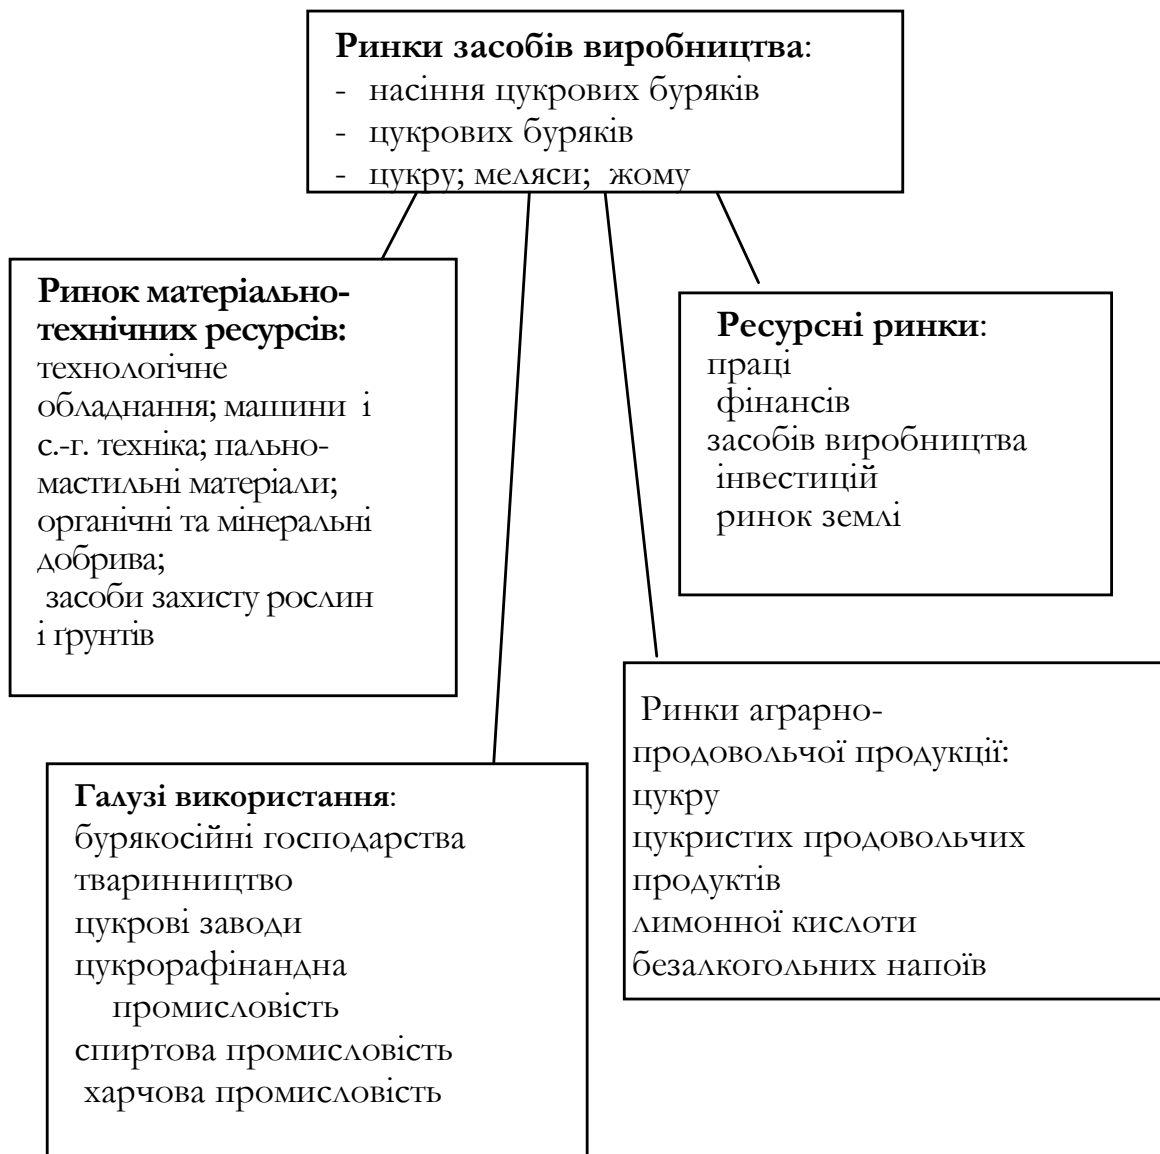 Ринки засобів виробництва:
- насіння цукрових буряків
- цукрових буряків
- цукру; меляси; жому
Ринок матеріально-
технічних ресурсів:
технологічне
обладнання; машини і
с.-г. техніка; пально-
мастильні матеріали;
органічні та мінеральні
добрива;
засоби захисту рослин
і ґрунтів
Ресурсні ринки:
праці
фінансів
засобів виробництва
інвестицій
ринок землі
Галузі використання:
бурякосійні господарства
тваринництво
цукрові заводи
цукрорафінандна
промисловість
спиртова промисловість
харчова промисловість
Ринки аграрно-
продовольчої продукції:
цукру
цукристих продовольчих
продуктів
лимонної кислоти
безалкогольних напоїв